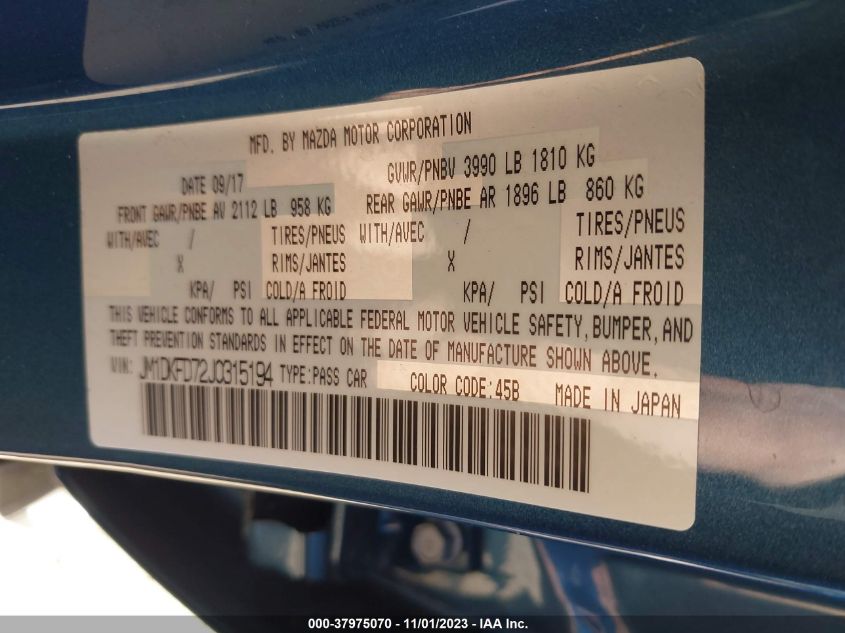 MFD. BY MAZDA MOTOR CORPORATION
DATE 09/17 GVWR/PNBV 3990 LB 1810 KG
FRONT GAWR/PNBE AV 2112 LB 958 KG REAR GAWR/PNBE AR 1896 LB 860 KG
WITH/AVEC / TIRES/PNEUS WITH/AVEC / TIRES/PNEUS
X RIMS/JANTES X RIMS/JANTES
KPA/ PSI COLD/A FROID KPA/ PSI COLD/A FROID
THIS VEHICLE CONFORMS TO ALL APPLICABLE FEDERAL MOTOR VEHICLE SAFETY, BUMPER, AND
THEFT PREVENTION STANDARDS IN EFFECT ON THE DATE OF MANUFACTURE SHOWN ABOVE.
VIN: JM1DKFD72J0315194 TYPE:PASS CAR COLOR CODE:45B MADE IN JAPAN
000-37975070 - 11/01/2023 - IAA Inc.